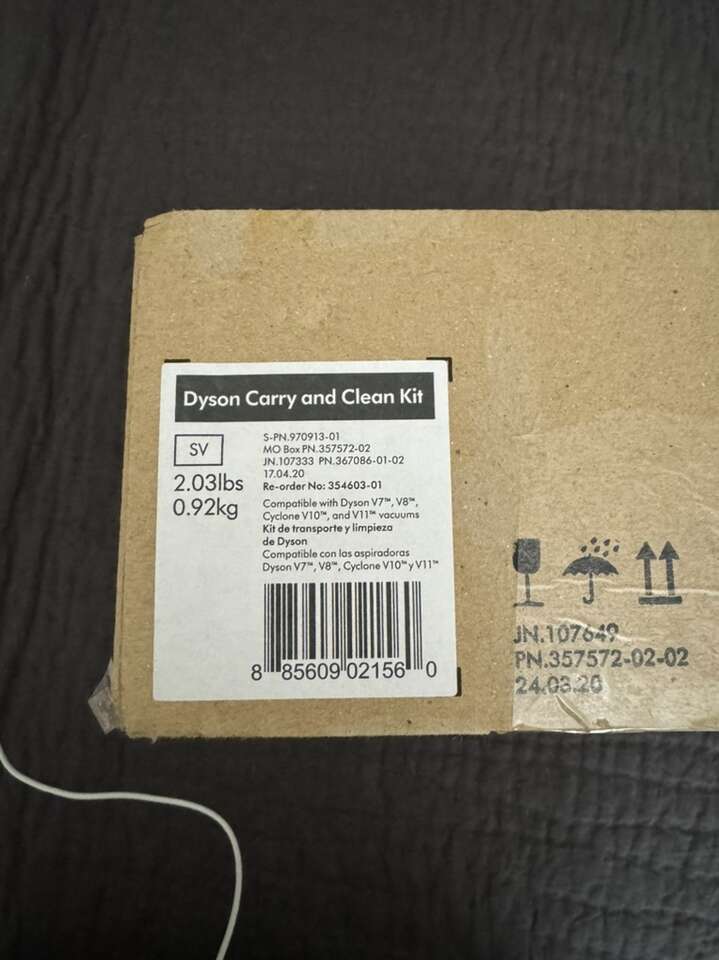 Dyson Carry and Clean Kit
SV
2.03lbs
0.92kg
S-PN.970913-01
MO Box PN.357572-02
JN.107333 PN.367086-01-02
17.04.20
Re-order No: 354603-01
Compatible with Dyson V7™, V8™,
Cyclone V10™, and V11™ vacuums
Kit de transporte y limpieza
de Dyson
Compatible con las aspiradoras
Dyson V7™, V8™, Cyclone V10™ y V11™
8 85609 02156 0
JN.107649
PN.357572-02-02
24.03.20